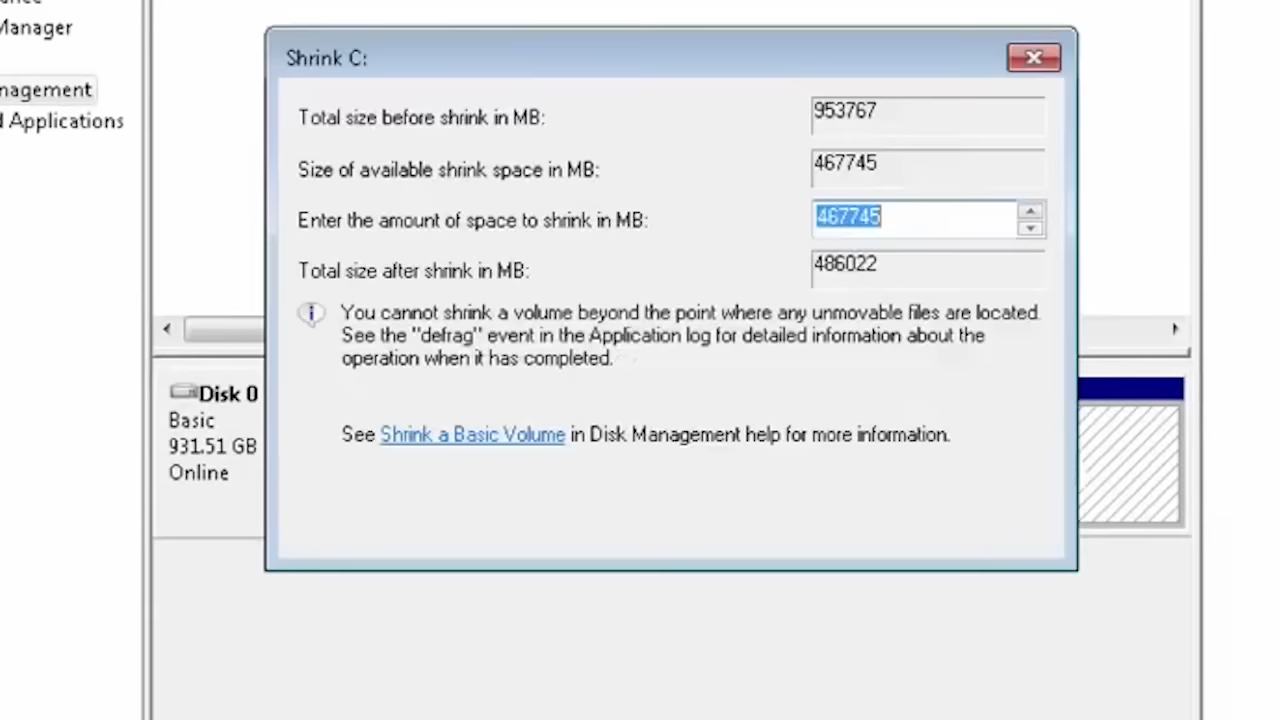 Manager
nagement
Applications
Shrink C:
Total size before shrink in MB: 953767
Size of available shrink space in MB: 467745
Enter the amount of space to shrink in MB: 467745
Total size after shrink in MB: 486022
You cannot shrink a volume beyond the point where any unmovable files are located.
See the "defrag" event in the Application log for detailed information about the
operation when it has completed.
See Shrink a Basic Volume in Disk Management help for more information.
Disk 0
Basic
931.51 GB
Online